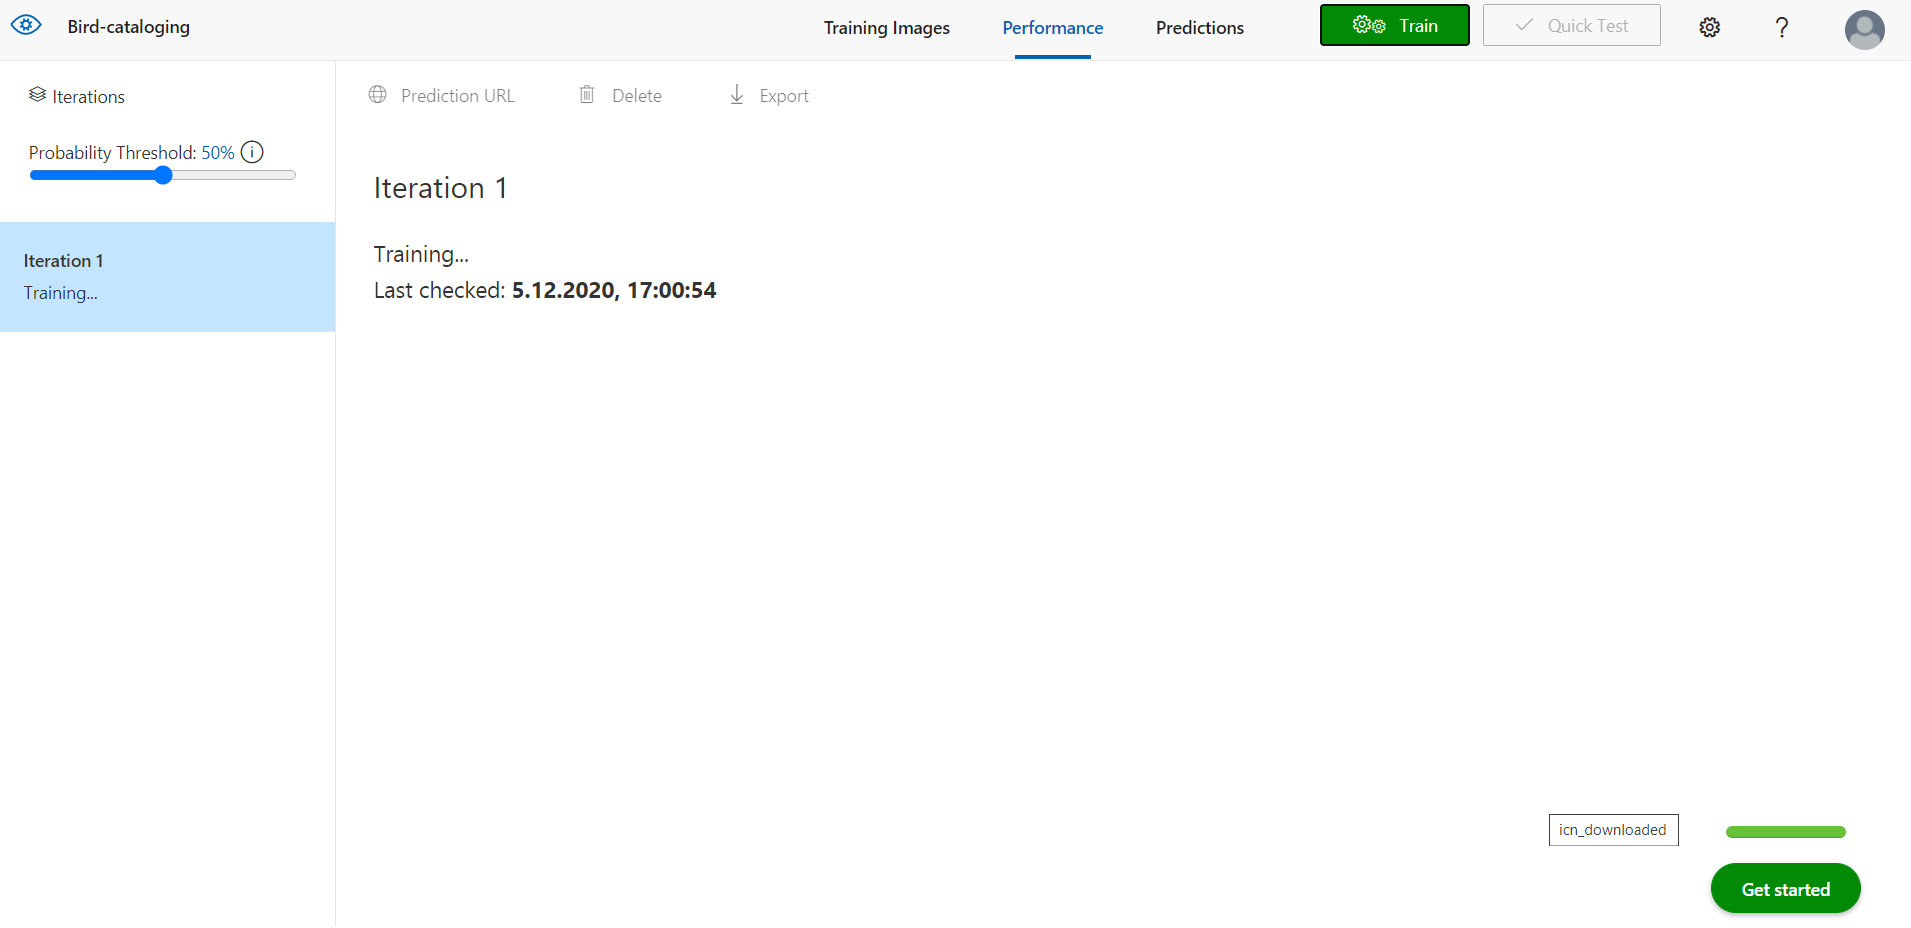 Bird-cataloging
Training Images
Performance
Predictions
Train
Quick Test
?
Iterations
Probability Threshold: 50% i
Iteration 1
Training...
Prediction URL
Delete
Export
Iteration 1
Training...
Last checked: 5.12.2020, 17:00:54
icn_downloaded
Get started